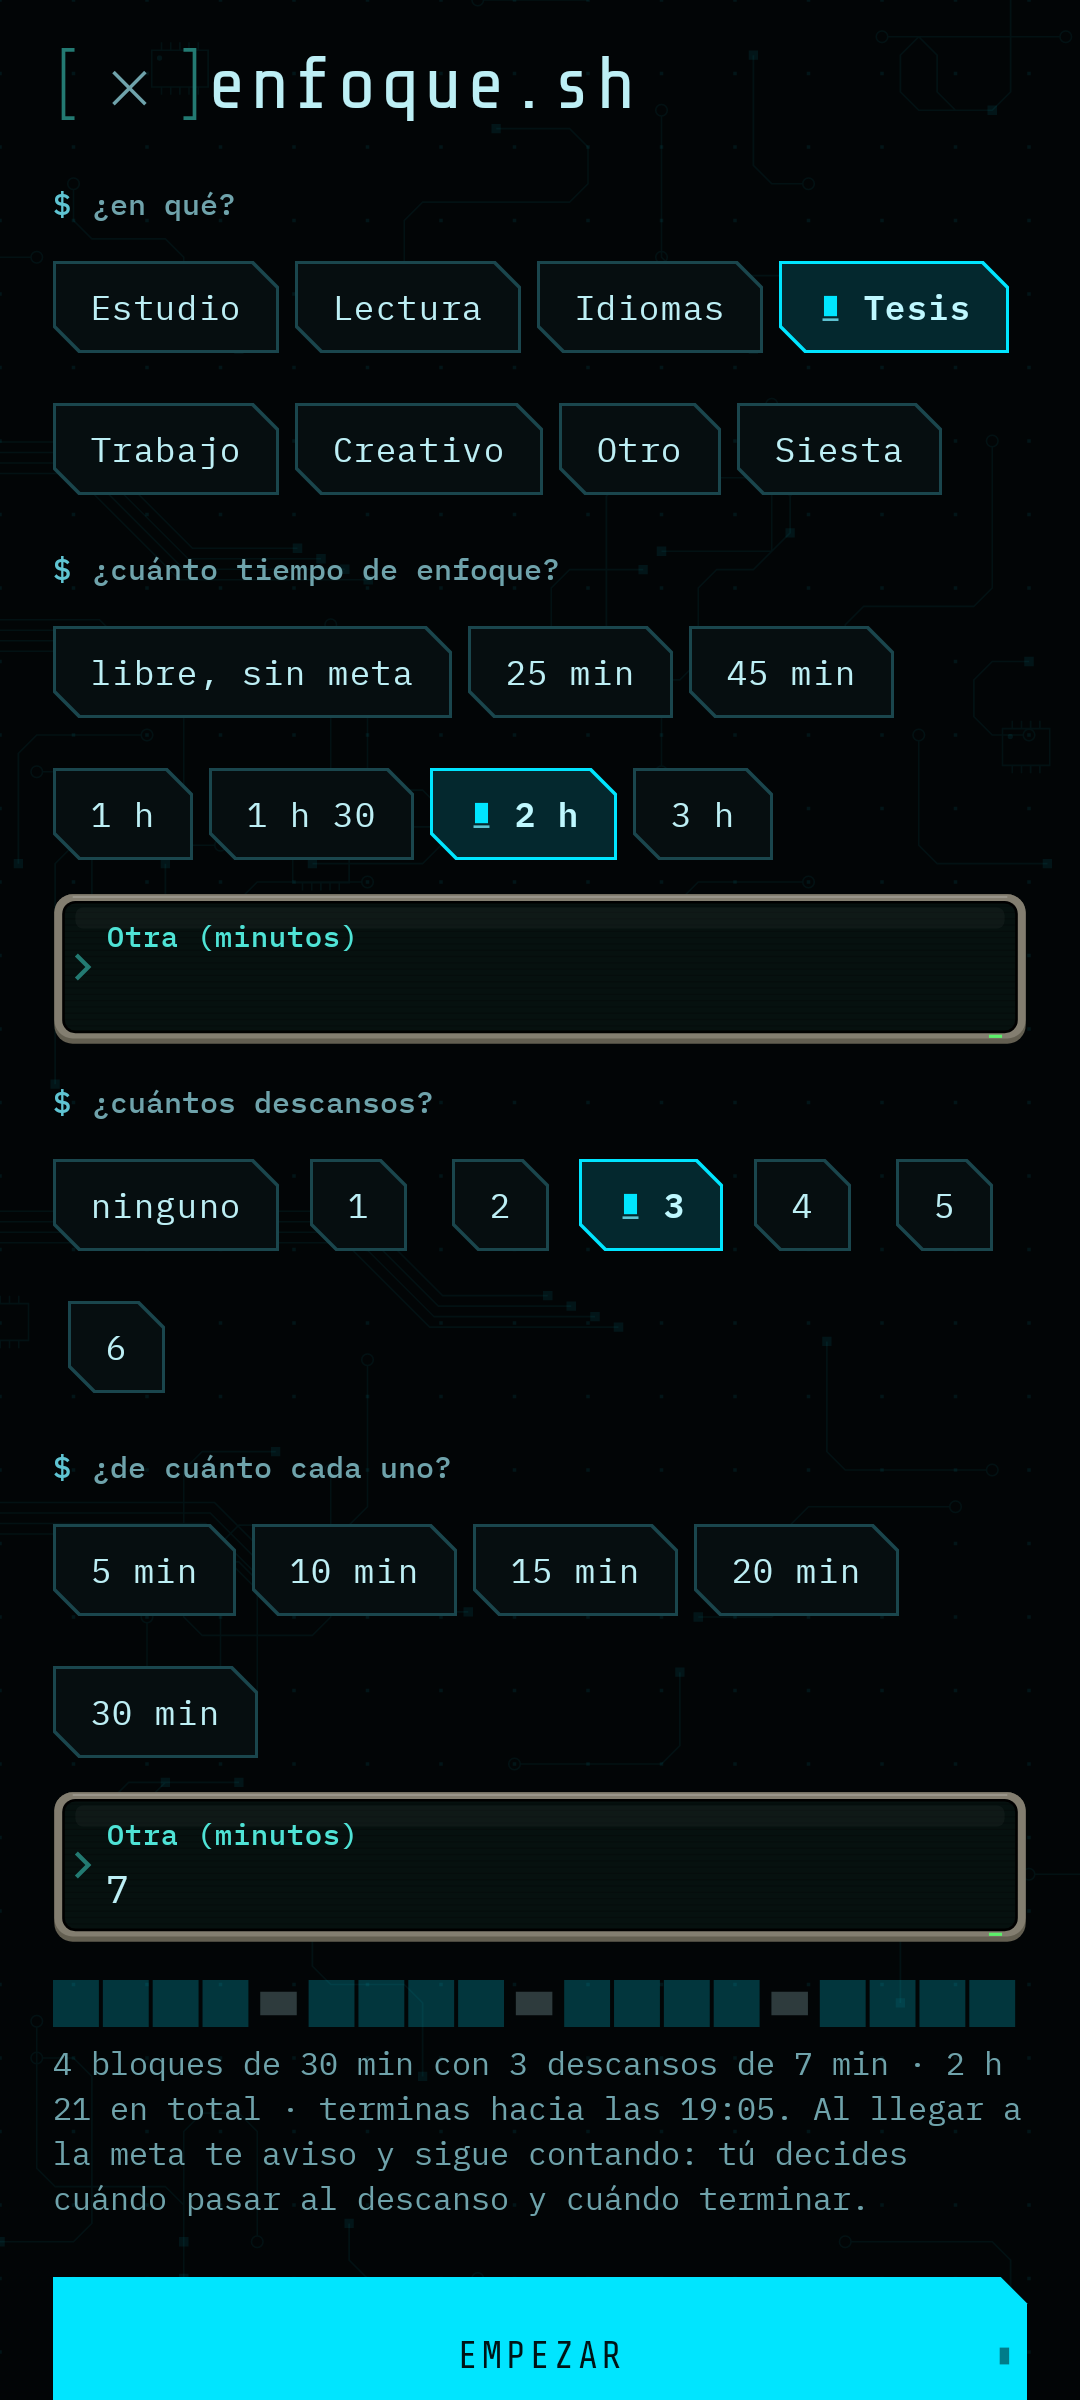 [ × ]enfoque.sh
$ ¿en qué?
Estudio Lectura Idiomas Tesis
Trabajo Creativo Otro Siesta
$ ¿cuánto tiempo de enfoque?
libre, sin meta 25 min 45 min
1 h 1 h 30 2 h 3 h
Otra (minutos)
$ ¿cuántos descansos?
ninguno 1 2 3 4 5
6
$ ¿de cuánto cada uno?
5 min 10 min 15 min 20 min
30 min
Otra (minutos)
7
4 bloques de 30 min con 3 descansos de 7 min · 2 h
21 en total · terminas hacia las 19:05. Al llegar a
la meta te aviso y sigue contando: tú decides
cuándo pasar al descanso y cuándo terminar.
EMPEZAR